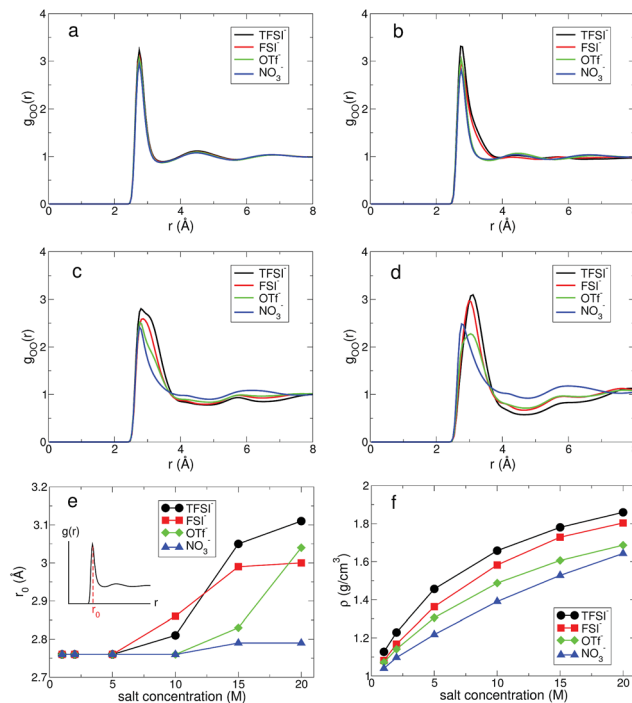 a
TFSI⁻
FSI⁻
OTf⁻
NO₃⁻
g_OO(r)
4
3
2
1
0
0 2 4 6 8
r (Å)
b
TFSI⁻
FSI⁻
OTf⁻
NO₃⁻
g_OO(r)
4
3
2
1
0
0 2 4 6
r (Å)
c
TFSI⁻
FSI⁻
OTf⁻
NO₃⁻
g_OO(r)
4
3
2
1
0
0 2 4 6 8
r (Å)
d
TFSI⁻
FSI⁻
OTf⁻
NO₃⁻
g_OO(r)
4
3
2
1
0
0 2 4 6
r (Å)
e
TFSI⁻
FSI⁻
OTf⁻
NO₃⁻
g(r)
r
r₀
r₀ (Å)
3.2
3.1
3
2.9
2.8
2.7
0 5 10 15 20
salt concentration (M)
f
TFSI⁻
FSI⁻
OTf⁻
NO₃⁻
ρ (g/cm³)
2
1.8
1.6
1.4
1.2
1
0 5 10 15 20
salt concentration (M)